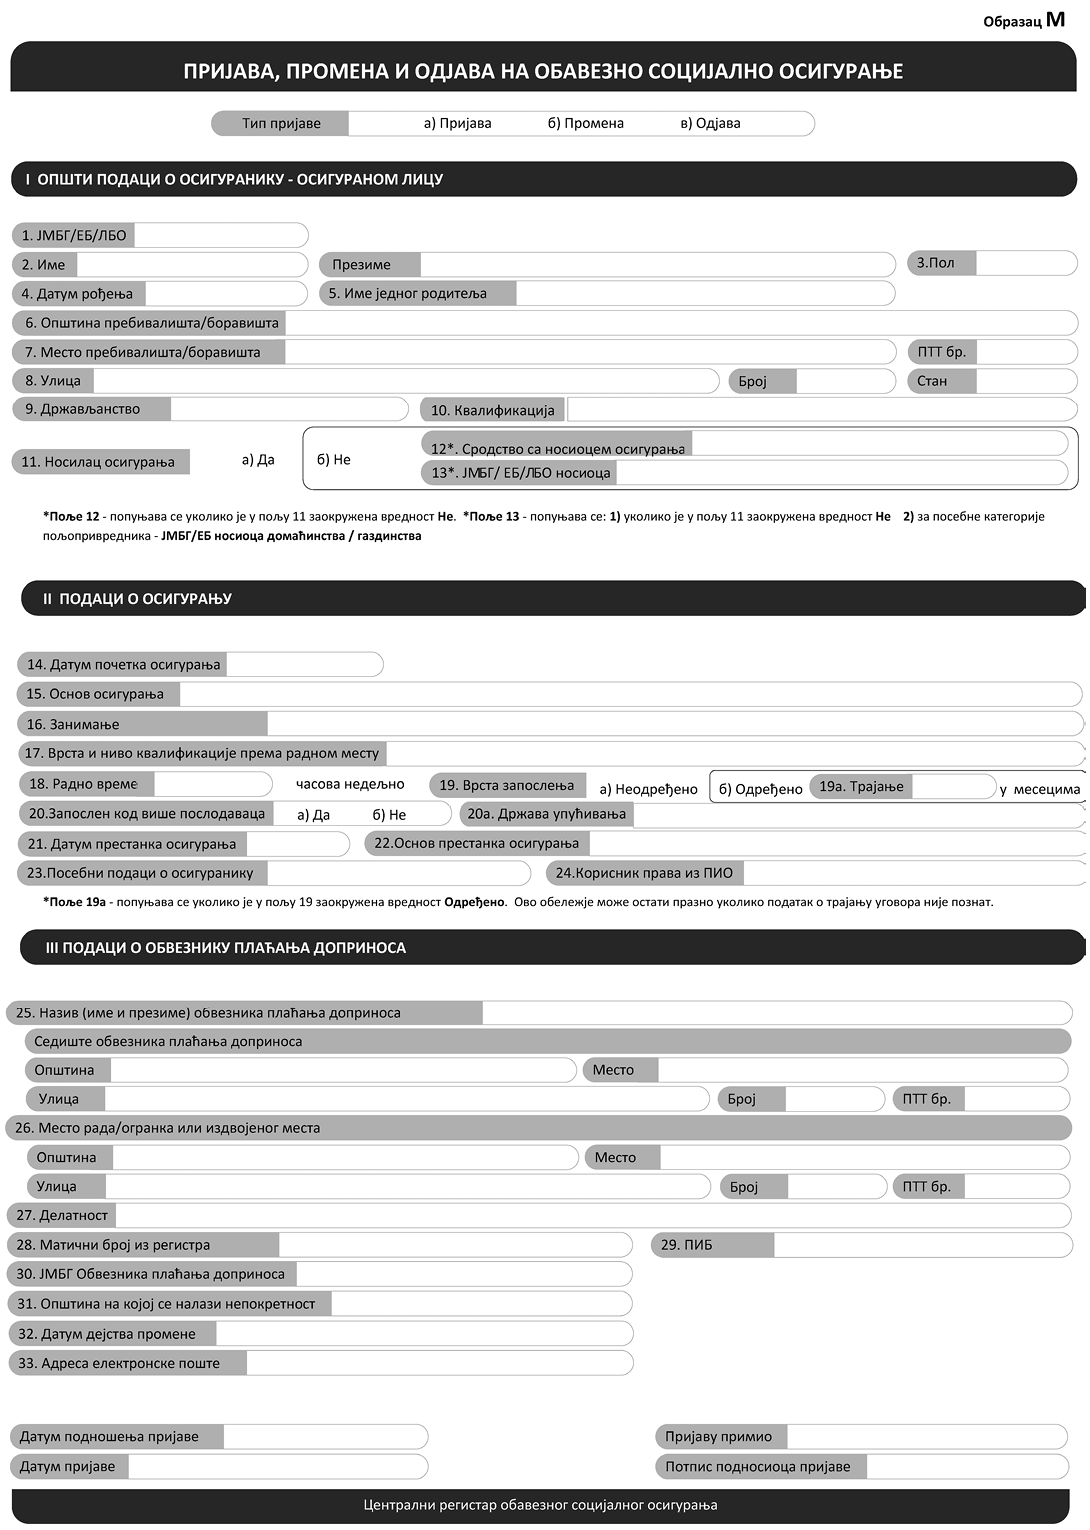 Образац М
ПРИЈАВА, ПРОМЕНА И ОДЈАВА НА ОБАВЕЗНО СОЦИЈАЛНО ОСИГУРАЊЕ
Тип пријаве а) Пријава б) Промена в) Одјава
I ОПШТИ ПОДАЦИ О ОСИГУРАНИКУ - ОСИГУРАНОМ ЛИЦУ
1. ЈМБГ/ЕБ/ЛБО
2. Име Презиме 3.Пол
4. Датум рођења 5. Име једног родитеља
6. Општина пребивалишта/боравишта
7. Место пребивалишта/боравишта ПТТ бр.
8. Улица Број Стан
9. Држављанство 10. Квалификација
11. Носилац осигурања а) Да б) Не 12*. Сродство са носиоцем осигурања
13*. ЈМБГ/ ЕБ/ЛБО носиоца
*Поље 12 - попуњава се уколико је у пољу 11 заокружена вредност Не. *Поље 13 - попуњава се: 1) уколико је у пољу 11 заокружена вредност Не 2) за посебне категорије
пољопривредника - ЈМБГ/ЕБ носиоца домаћинства / газдинства
II ПОДАЦИ О ОСИГУРАЊУ
14. Датум почетка осигурања
15. Основ осигурања
16. Занимање
17. Врста и ниво квалификације према радном месту
18. Радно време часова недељно 19. Врста запослења а) Неодређено б) Одређено 19а. Трајање у месецима
20.Запослен код више послодаваца а) Да б) Не 20а. Држава упућивања
21. Датум престанка осигурања 22.Основ престанка осигурања
23.Посебни подаци о осигуранику 24.Корисник права из ПИО
*Поље 19а - попуњава се уколико је у пољу 19 заокружена вредност Одређено. Ово обележје може остати празно уколико податак о трајању уговора није познат.
III ПОДАЦИ О ОБВЕЗНИКУ ПЛАЋАЊА ДОПРИНОСА
25. Назив (име и презиме) обвезника плаћања доприноса
Седиште обвезника плаћања доприноса
Општина Место
Улица Број ПТТ бр.
26. Место рада/огранка или издвојеног места
Општина Место
Улица Број ПТТ бр.
27. Делатност
28. Матични број из регистра 29. ПИБ
30. ЈМБГ Обвезника плаћања доприноса
31. Општина на којој се налази непокретност
32. Датум дејства промене
33. Адреса електронске поште
Датум подношења пријаве Пријаву примио
Датум пријаве Потпис подносиоца пријаве
Централни регистар обавезног социјалног осигурања